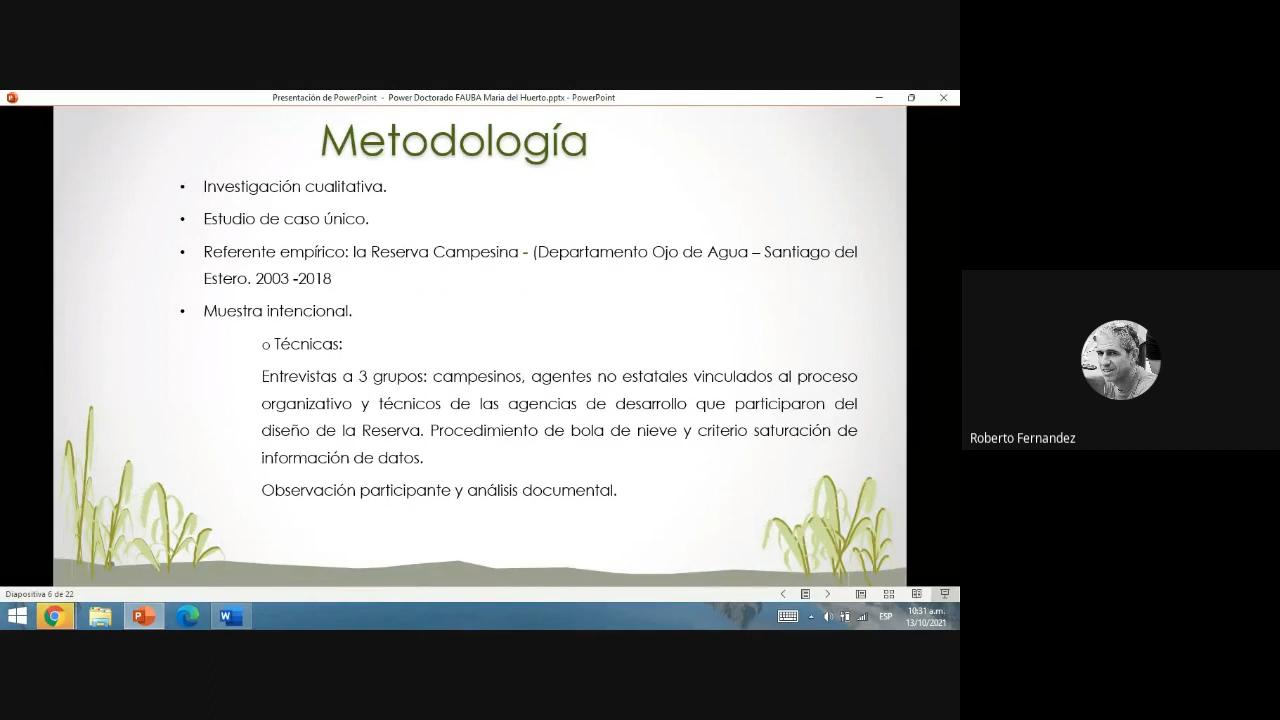 Presentación de PowerPoint - Power Doctorado FAUBA Maria del Huerto.pptx - PowerPoint
Metodología
• Investigación cualitativa.
• Estudio de caso único.
• Referente empírico: la Reserva Campesina - (Departamento Ojo de Agua – Santiago del
Estero. 2003 -2018
• Muestra intencional.
o Técnicas:
Entrevistas a 3 grupos: campesinos, agentes no estatales vinculados al proceso
organizativo y técnicos de las agencias de desarrollo que participaron del
diseño de la Reserva. Procedimiento de bola de nieve y criterio saturación de
información de datos.
Observación participante y análisis documental.
Roberto Fernandez
Diapositiva 6 de 22
ESP
10:31 a.m.
13/10/2021